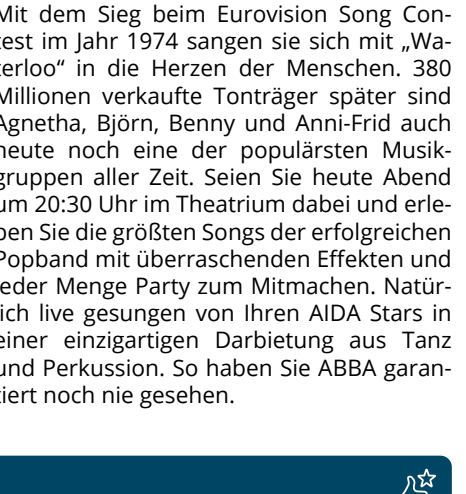 Mit dem Sieg beim Eurovision Song Con-
test im Jahr 1974 sangen sie sich mit „Wa-
terloo“ in die Herzen der Menschen. 380
Millionen verkaufte Tonträger später sind
Agnetha, Björn, Benny und Anni-Frid auch
heute noch eine der populärsten Musik-
gruppen aller Zeit. Seien Sie heute Abend
um 20:30 Uhr im Theatrium dabei und erle-
ben Sie die größten Songs der erfolgreichen
Popband mit überraschenden Effekten und
jeder Menge Party zum Mitmachen. Natür-
lich live gesungen von Ihren AIDA Stars in
einer einzigartigen Darbietung aus Tanz
und Perkussion. So haben Sie ABBA garan-
tiert noch nie gesehen.